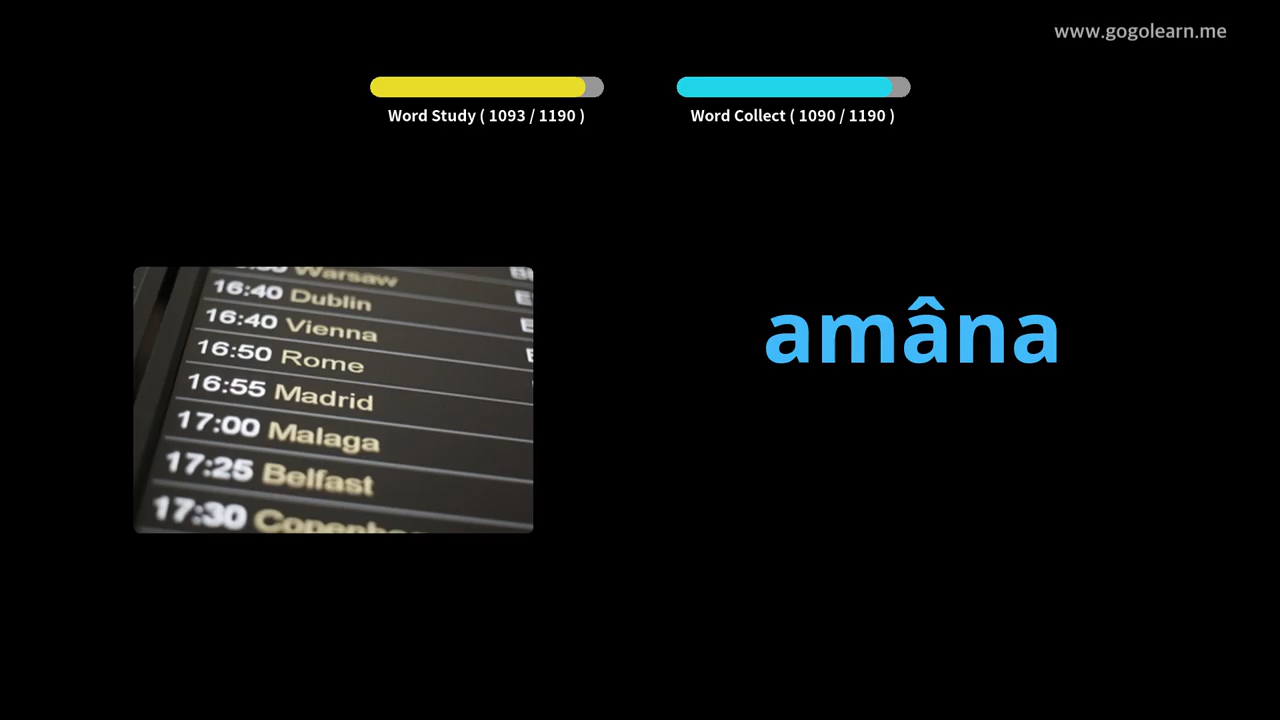 www.gogolearn.me
Word Study ( 1093 / 1190 )
Word Collect ( 1090 / 1190 )
Warsaw
16:40 Dublin
16:40 Vienna
16:50 Rome
16:55 Madrid
17:00 Malaga
17:25 Belfast
17:30
amâna